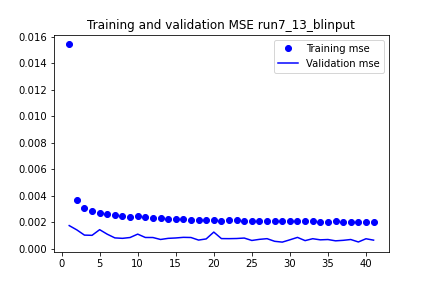 Training and validation MSE run7_13_blinput
0.016
0.014
0.012
0.010
0.008
0.006
0.004
0.002
0.000
Training mse
Validation mse
0 5 10 15 20 25 30 35 40